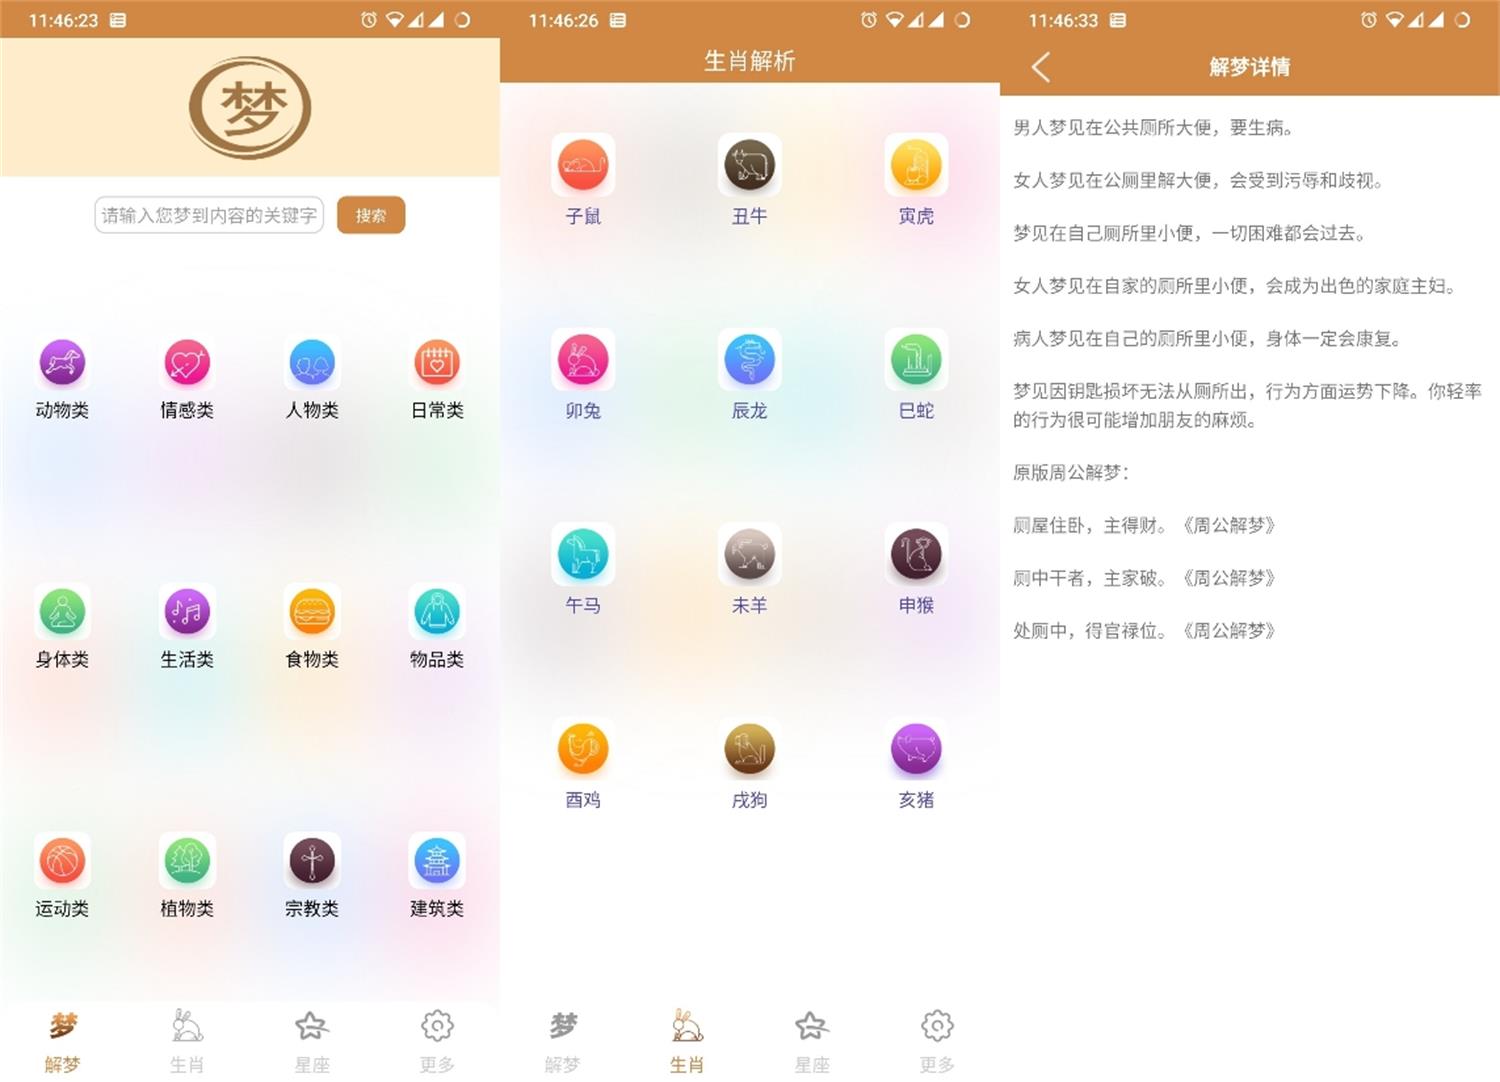 11:46:23
梦
请输入您梦到内容的关键字 搜索
动物类 情感类 人物类 日常类
身体类 生活类 食物类 物品类
运动类 植物类 宗教类 建筑类
梦
解梦 生肖 星座 更多
11:46:26
生肖解析
子鼠 丑牛 寅虎
卯兔 辰龙 巳蛇
午马 未羊 申猴
酉鸡 戌狗 亥猪
梦
解梦 生肖 星座 更多
11:46:33
解梦详情
男人梦见在公共厕所大便，要生病。
女人梦见在公厕里解大便，会受到污辱和歧视。
梦见在自己厕所里小便，一切困难都会过去。
女人梦见在自家的厕所里小便，会成为出色的家庭主妇。
病人梦见在自己的厕所里小便，身体一定会康复。
梦见因钥匙损坏无法从厕所出，行为方面运势下降。你轻率
的行为很可能增加朋友的麻烦。
原版周公解梦：
厕屋住卧，主得财。《周公解梦》
厕中干者，主家破。《周公解梦》
处厕中，得官禄位。《周公解梦》